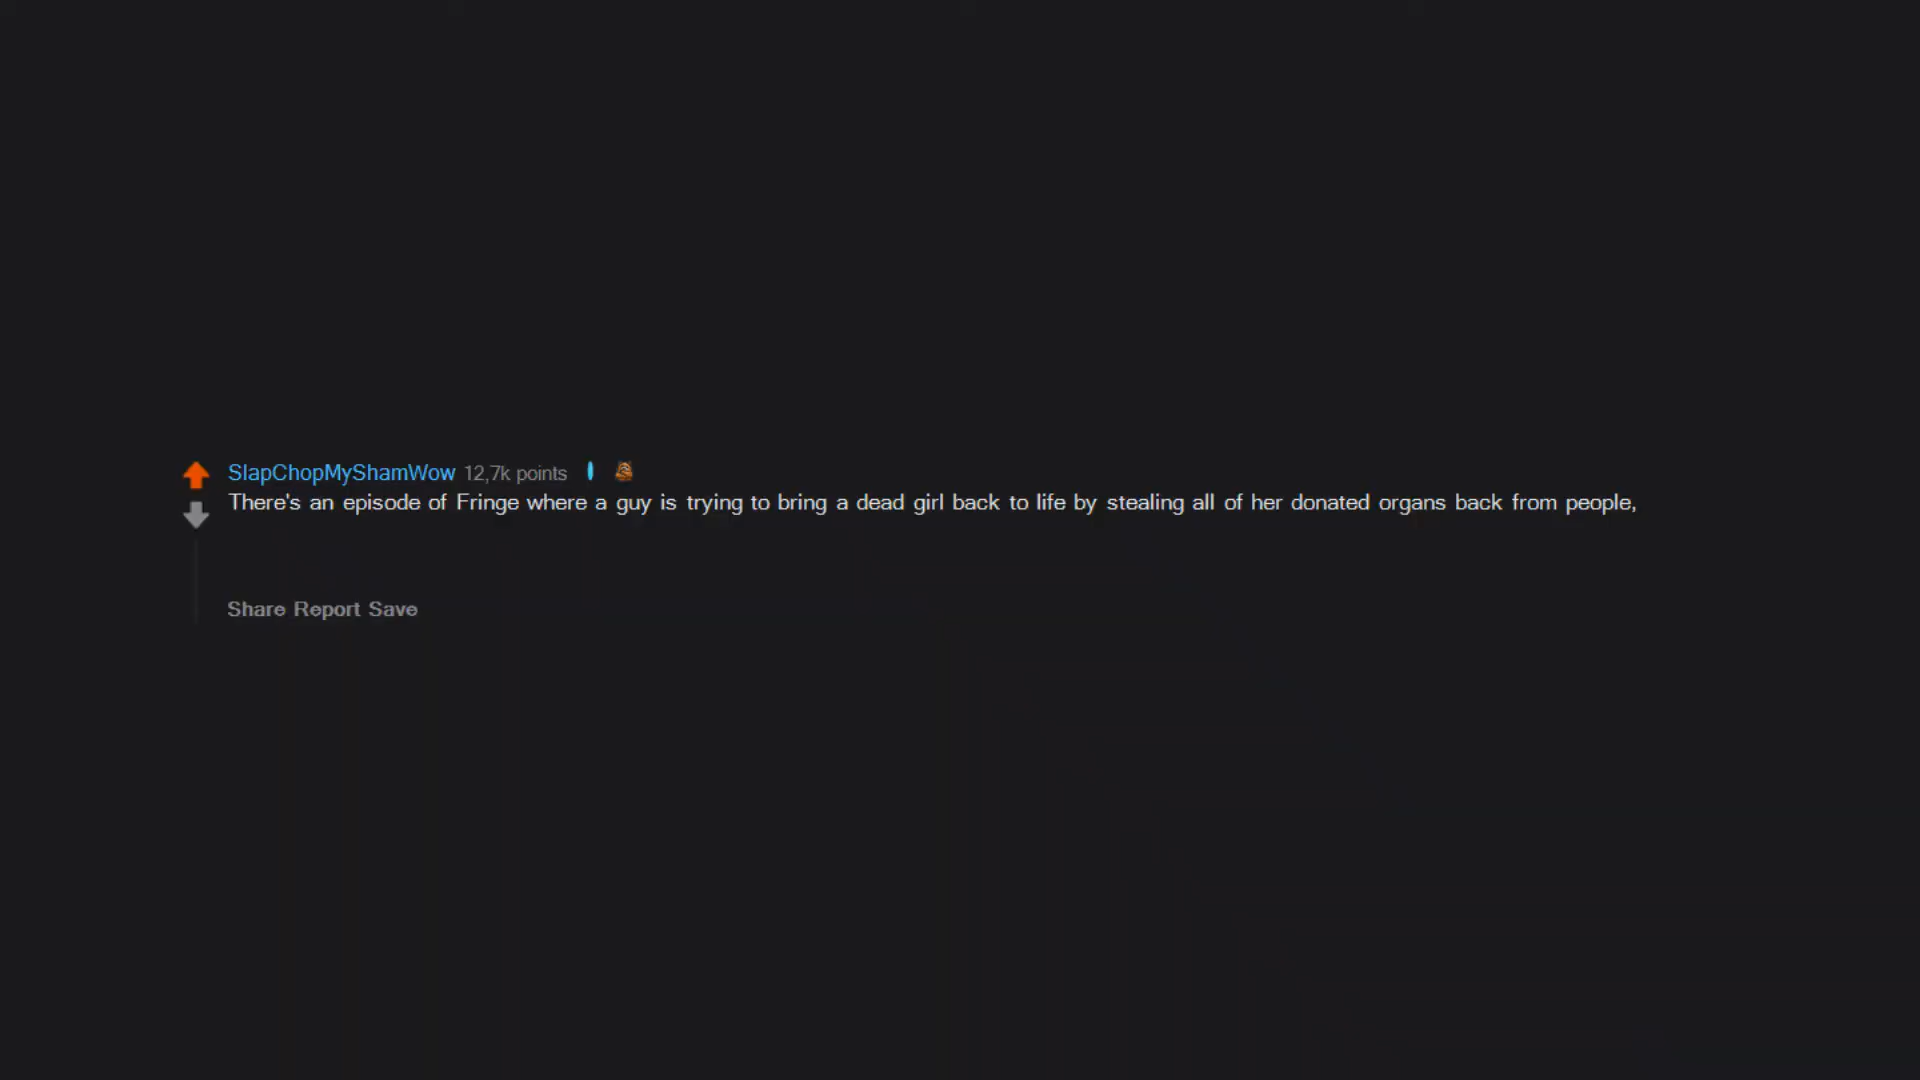 SlapChopMyShamWow 12,7k points
There's an episode of Fringe where a guy is trying to bring a dead girl back to life by stealing all of her donated organs back from people,
Share Report Save